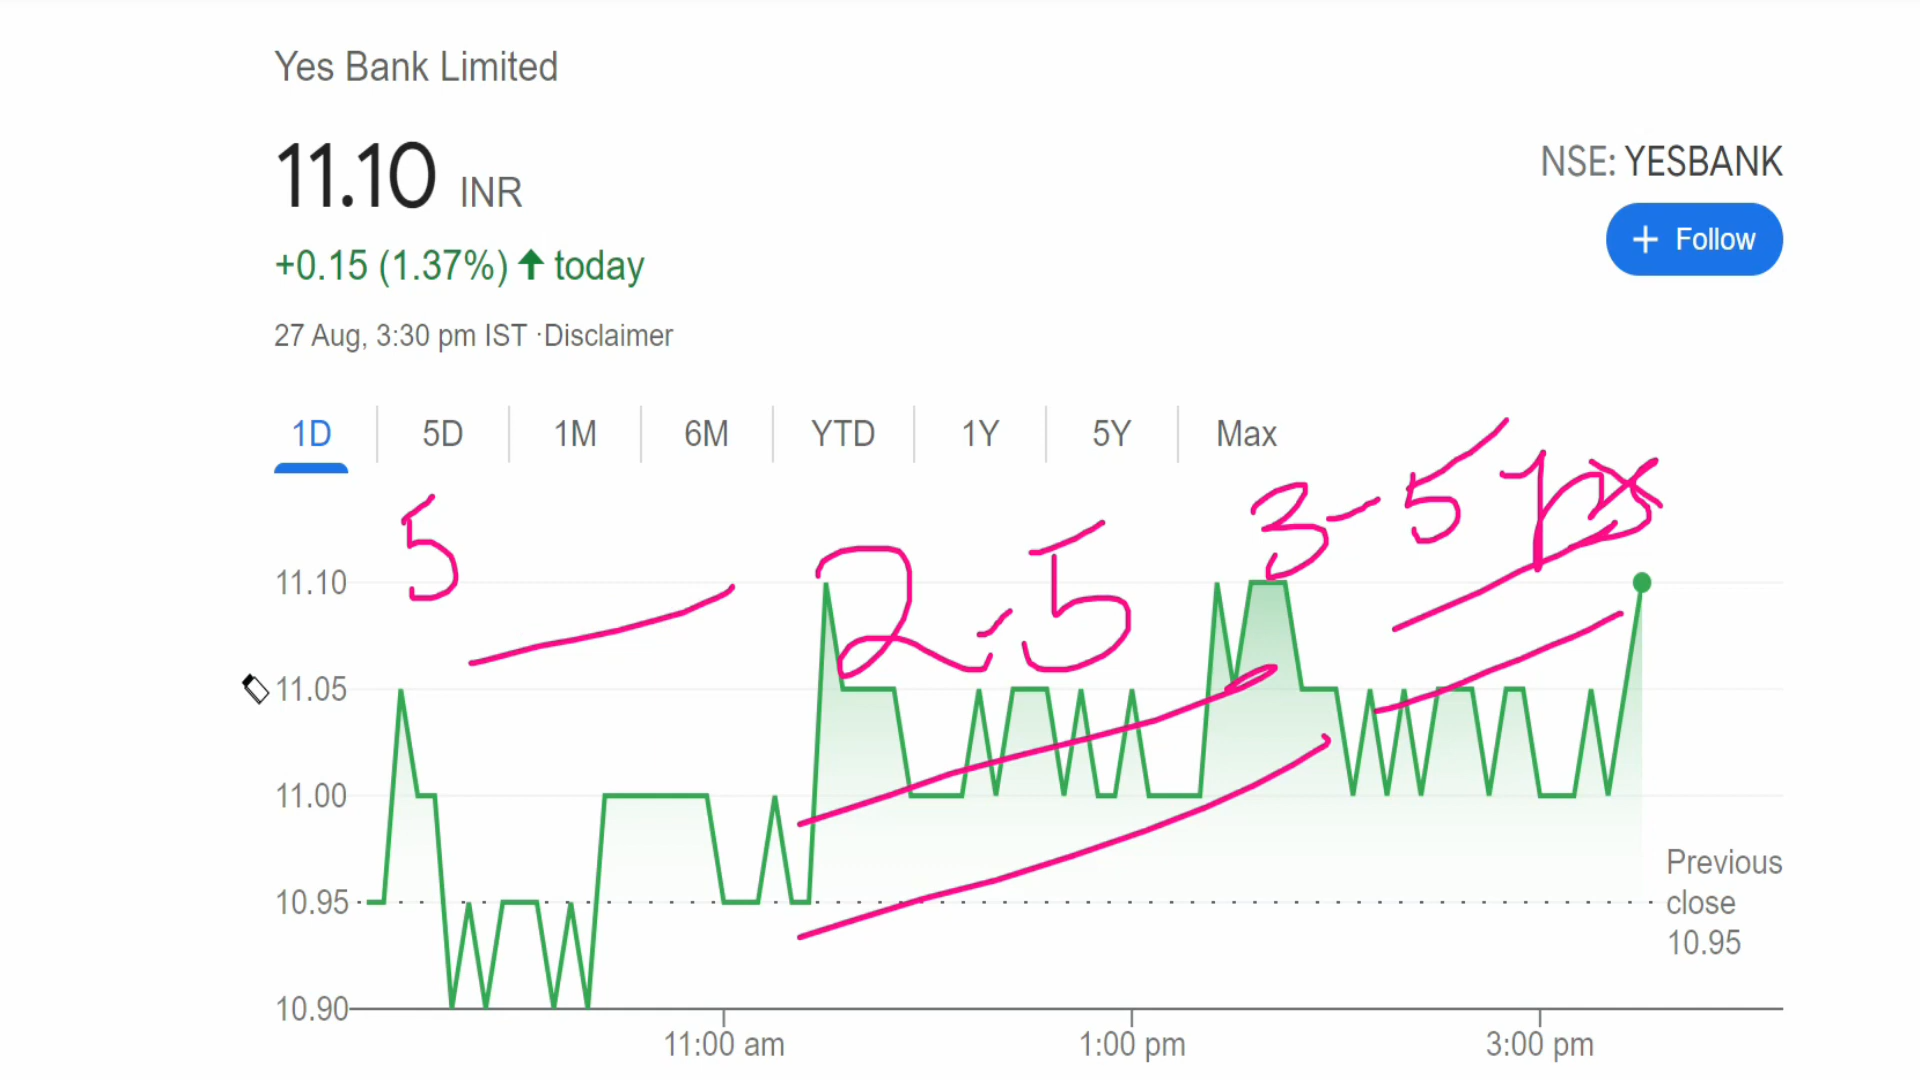 Yes Bank Limited
11.10 INR
NSE: YESBANK
+ Follow
+0.15 (1.37%) ↑ today
27 Aug, 3:30 pm IST ·Disclaimer
1D 5D 1M 6M YTD 1Y 5Y Max
5
2.5
3-5
11.10
11.05
11.00
10.95
10.90
Previous
close
10.95
11:00 am 1:00 pm 3:00 pm